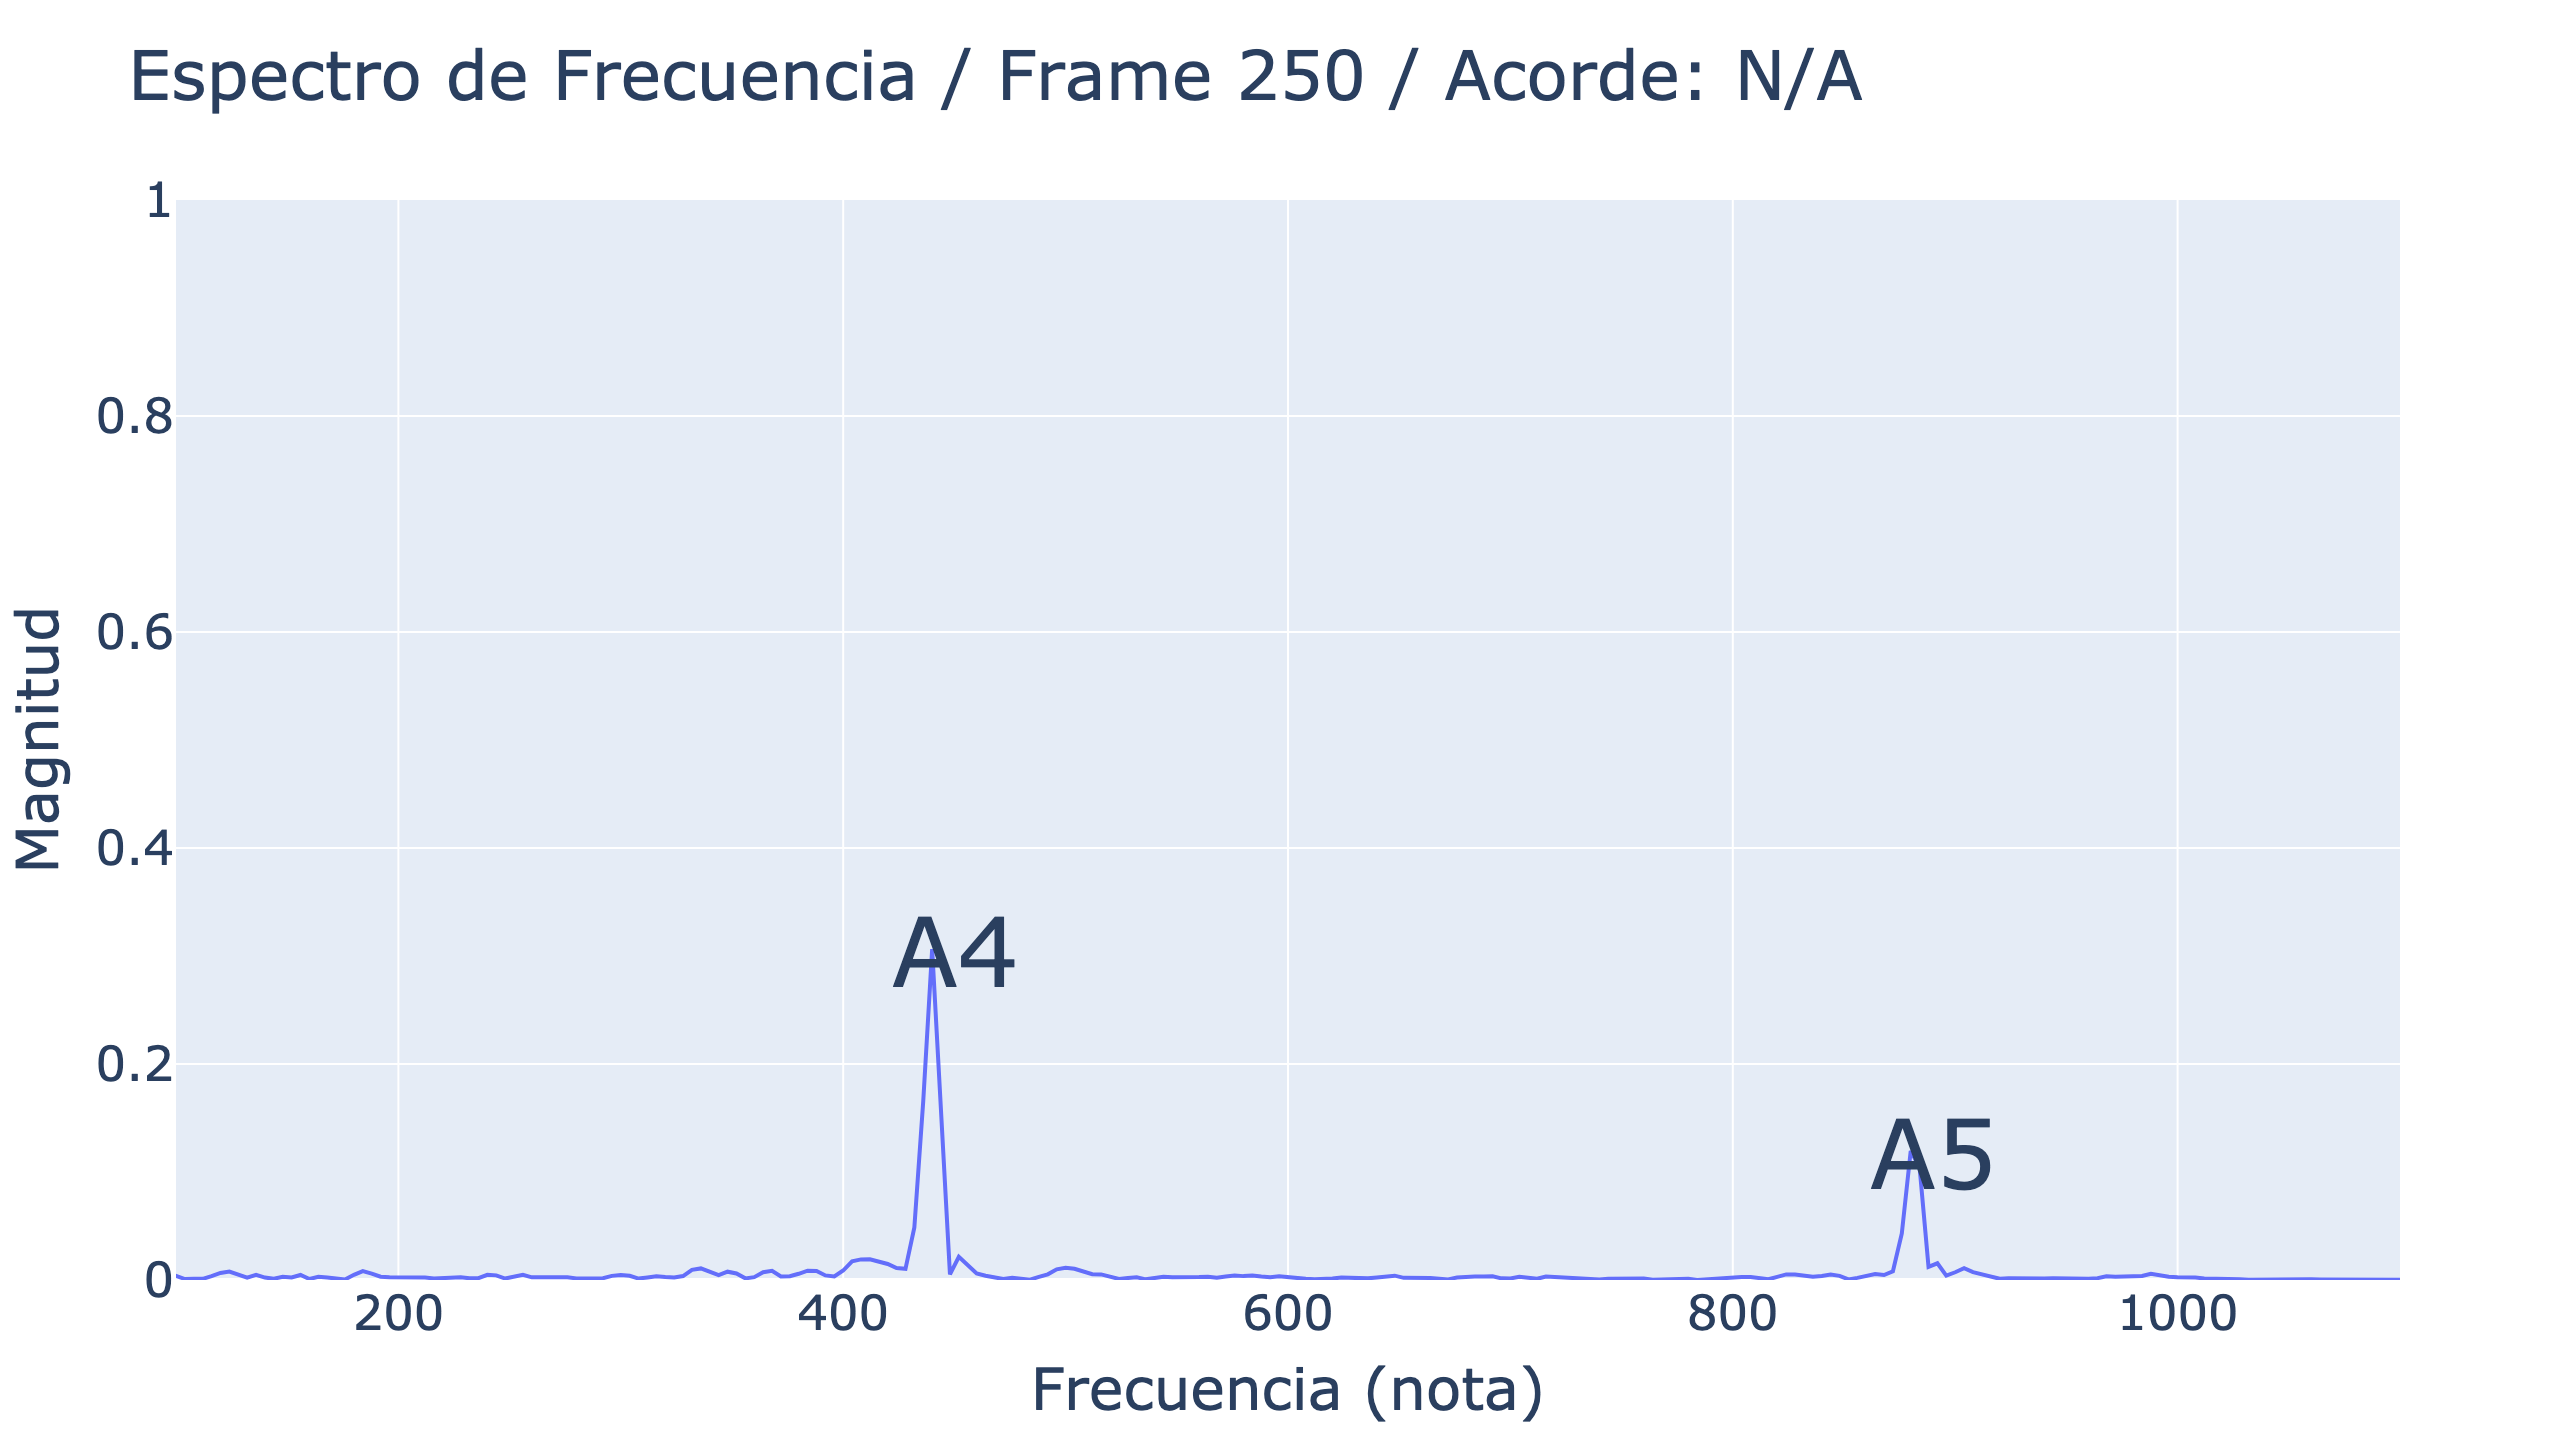 Espectro de Frecuencia / Frame 250 / Acorde: N/A
1
0.8
0.6
0.4
0.2
0
Magnitud
A4
A5
200 400 600 800 1000
Frecuencia (nota)